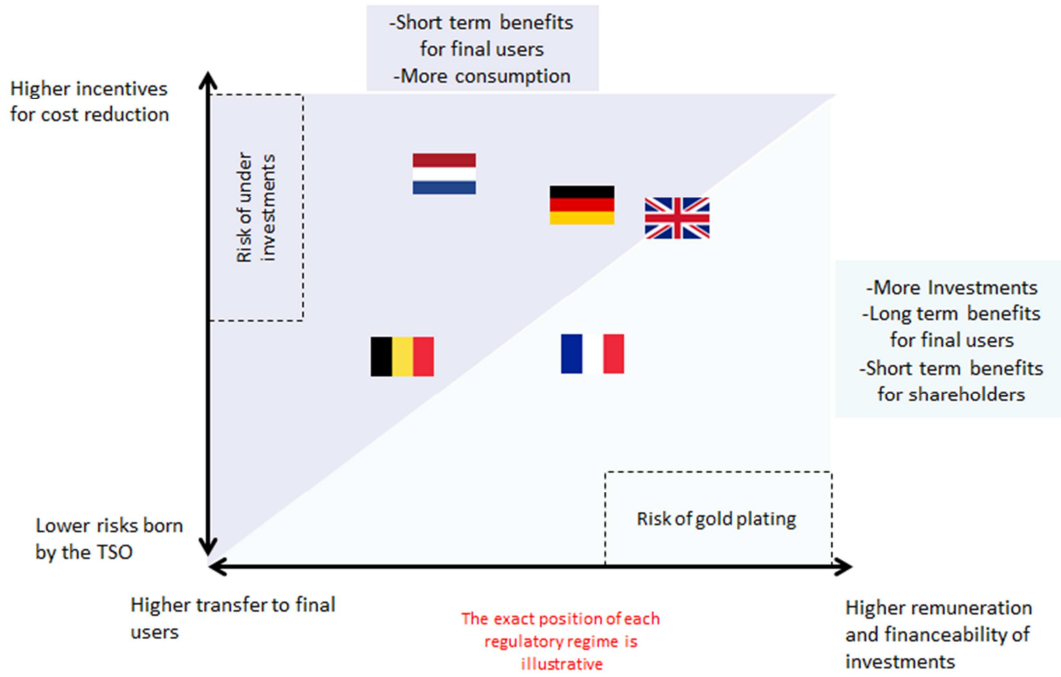 -Short term benefits
for final users
-More consumption
Higher incentives
for cost reduction
Risk of under
investments
-More Investments
-Long term benefits
for final users
-Short term benefits
for shareholders
Risk of gold plating
Lower risks born
by the TSO
Higher transfer to final
users
The exact position of each
regulatory regime is
illustrative
Higher remuneration
and financeability of
investments